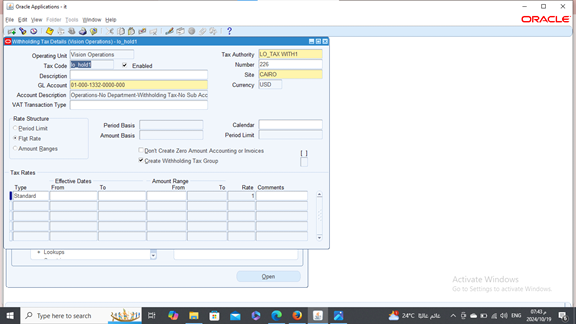 Oracle Applications - it
File Edit View Folder Tools Window Help
ORACLE
Withholding Tax Details (Vision Operations) - lo_hold1
Operating Unit Vision Operations
Tax Code lo_hold1 Enabled
Description
GL Account 01-000-1332-0000-000
Account Description Operations-No Department-Withholding Tax-No Sub Acc
VAT Transaction Type
Tax Authority LO_TAX WITH1
Number 226
Site CAIRO
Currency USD
Rate Structure
Period Limit
Flat Rate
Amount Ranges
Period Basis
Amount Basis
Calendar
Period Limit
Don't Create Zero Amount Accounting or Invoices
Create Withholding Tax Group
[ ]
Tax Rates
Effective Dates Amount Range
Type From To From To Rate Comments
Standard 1
+ Lookups
Open
Activate Windows
Go to Settings to activate Windows.
Type here to search
24°C غائم غالبًا
ENG
07:43 م
2024/10/19